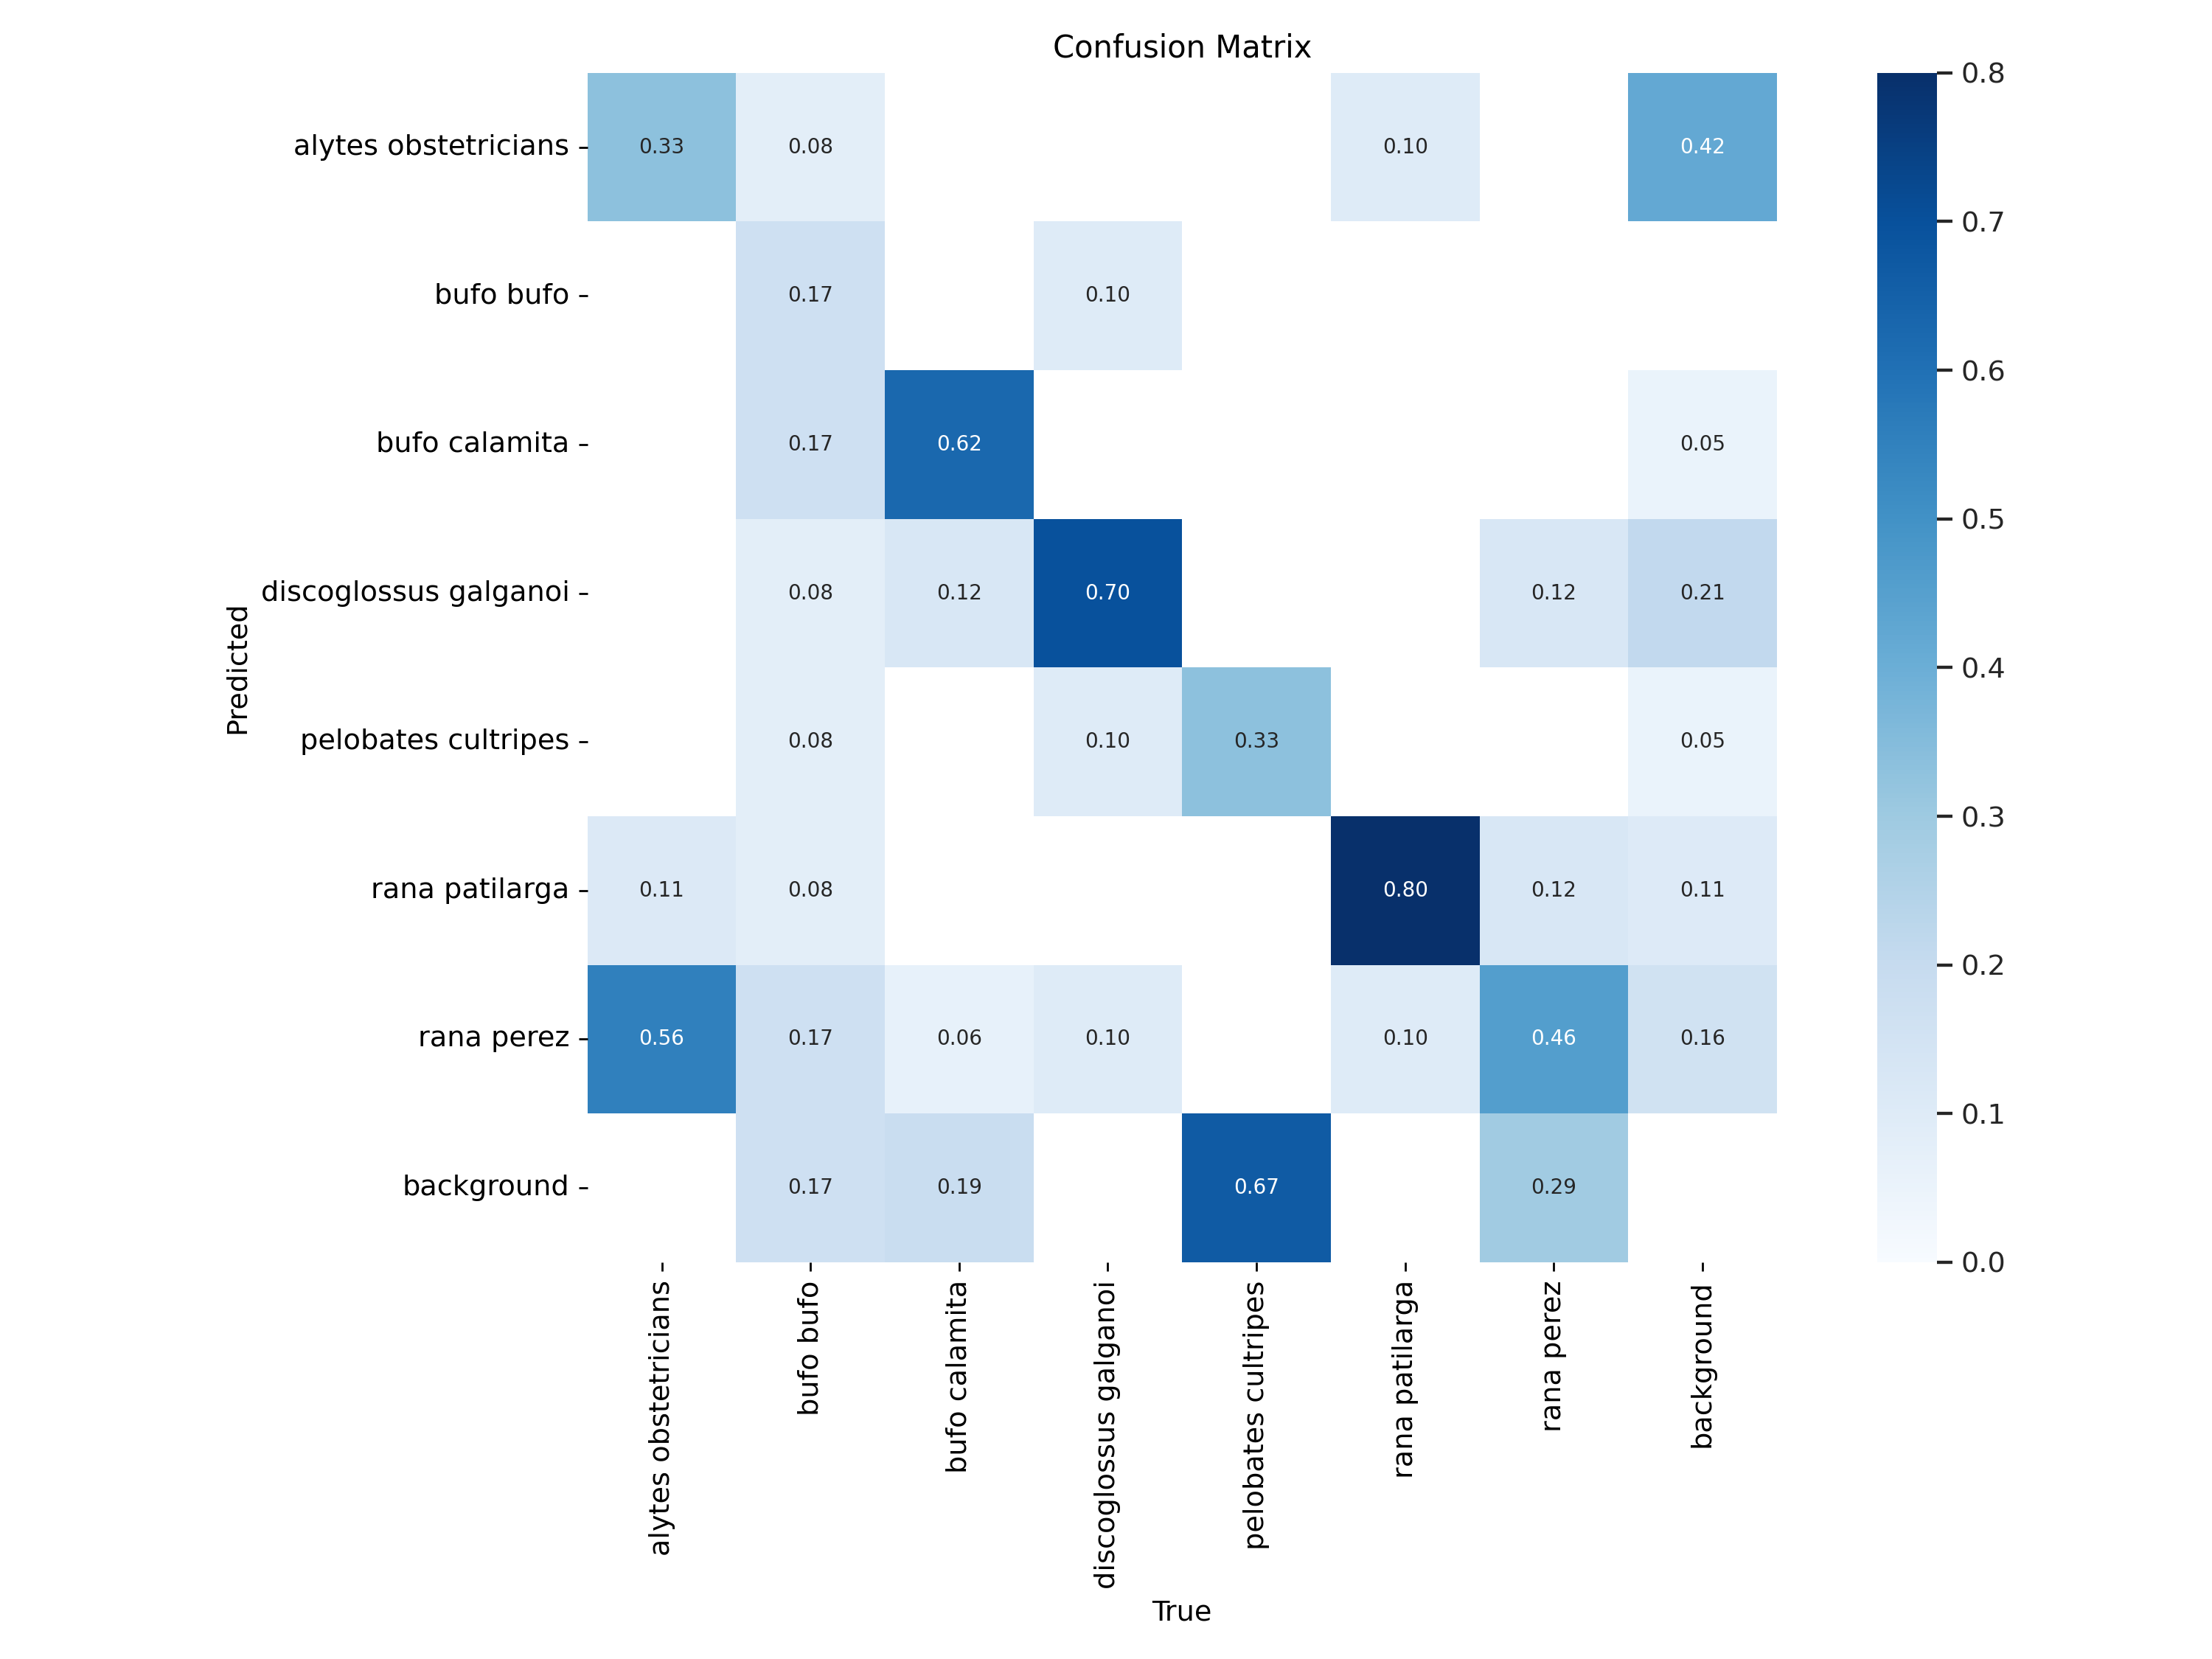 Confusion Matrix
alytes obstetricians 0.33 0.08 0.10 0.42
bufo bufo 0.17 0.10
bufo calamita 0.17 0.62 0.05
discoglossus galganoi 0.08 0.12 0.70 0.12 0.21
pelobates cultripes 0.08 0.10 0.33 0.05
rana patilarga 0.11 0.08 0.80 0.12 0.11
rana perez 0.56 0.17 0.06 0.10 0.10 0.46 0.16
background 0.17 0.19 0.67 0.29
Predicted
alytes obstetricians
bufo bufo
bufo calamita
discoglossus galganoi
pelobates cultripes
rana patilarga
rana perez
background
True
0.8
0.7
0.6
0.5
0.4
0.3
0.2
0.1
0.0